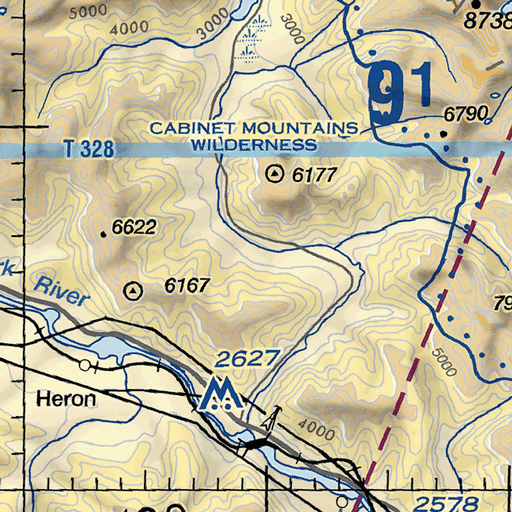 5000
4000
3000
3000
8738
91
6790
CABINET MOUNTAINS
WILDERNESS
T 328
6177
6622
6167
River
5000
2627
Heron
4000
2578